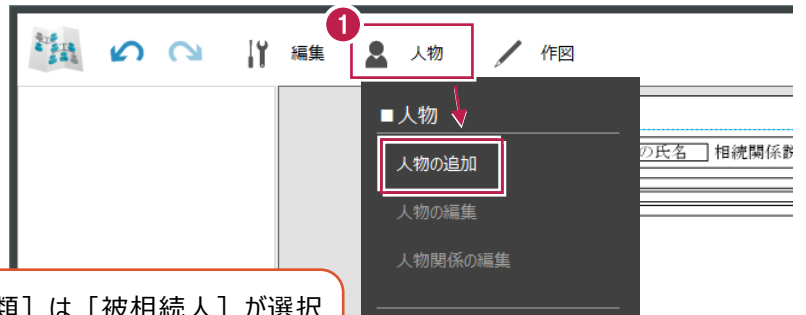 1
編集 人物 作図
■人物
人物の追加
の氏名 相続関係説
人物の編集
人物関係の編集
類］は［被相続人］が選択